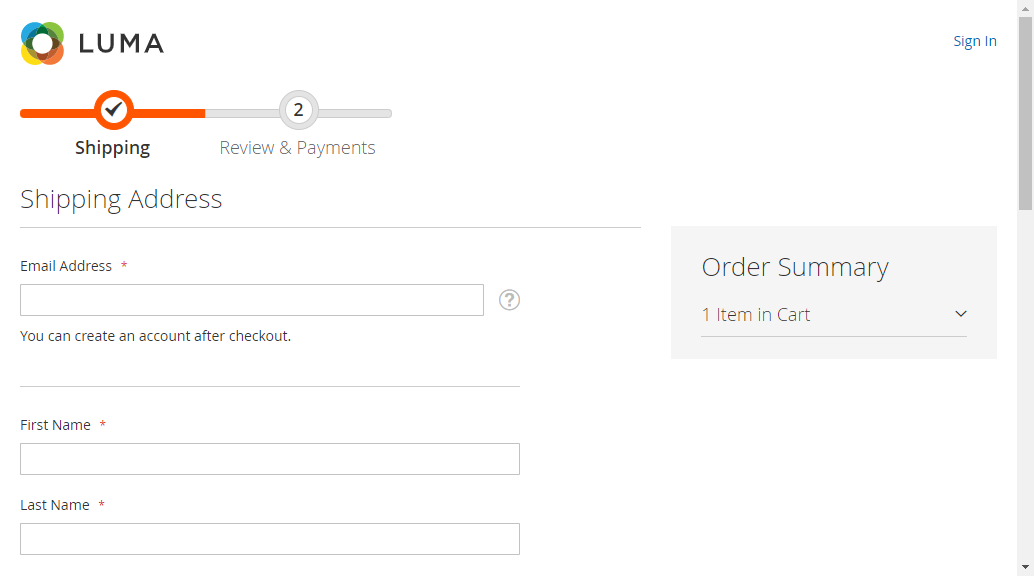 LUMA
Sign In
2
Shipping
Review & Payments
Shipping Address
Email Address *
?
You can create an account after checkout.
First Name *
Last Name *
Order Summary
1 Item in Cart